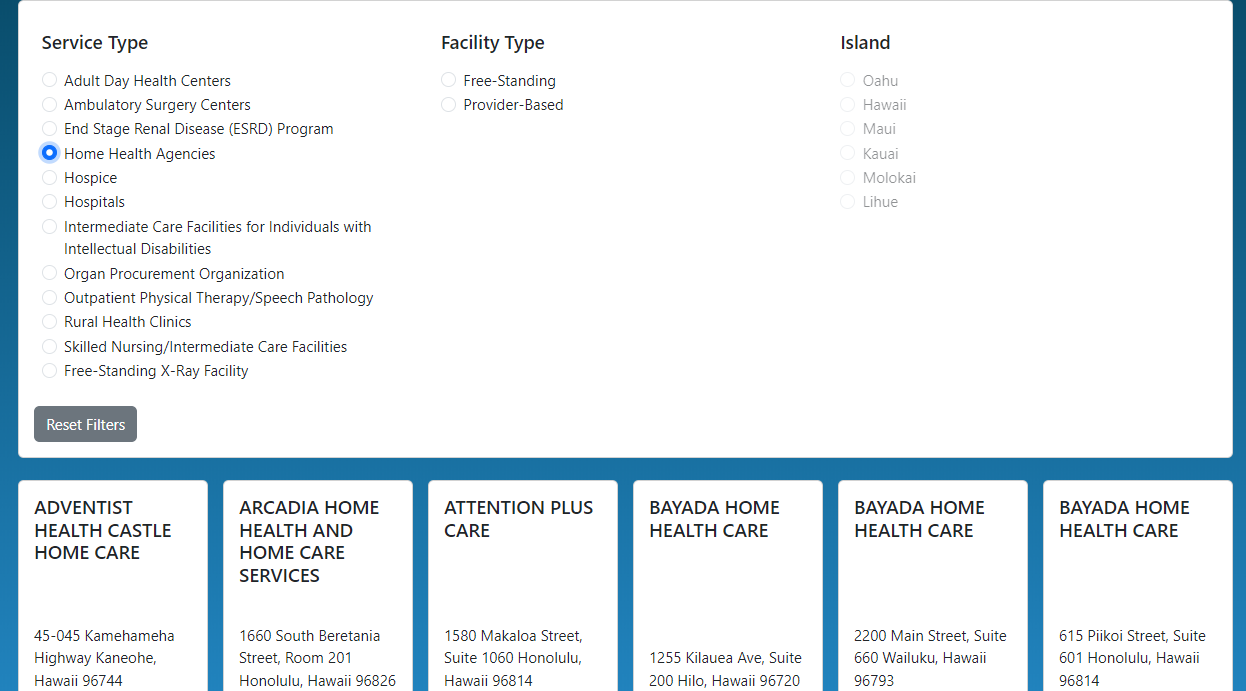 Service Type
Adult Day Health Centers
Ambulatory Surgery Centers
End Stage Renal Disease (ESRD) Program
Home Health Agencies
Hospice
Hospitals
Intermediate Care Facilities for Individuals with
Intellectual Disabilities
Organ Procurement Organization
Outpatient Physical Therapy/Speech Pathology
Rural Health Clinics
Skilled Nursing/Intermediate Care Facilities
Free-Standing X-Ray Facility
Facility Type
Free-Standing
Provider-Based
Island
Oahu
Hawaii
Maui
Kauai
Molokai
Lihue
Reset Filters
ADVENTIST
HEALTH CASTLE
HOME CARE
45-045 Kamehameha
Highway Kaneohe,
Hawaii 96744
ARCADIA HOME
HEALTH AND
HOME CARE
SERVICES
1660 South Beretania
Street, Room 201
Honolulu, Hawaii 96826
ATTENTION PLUS
CARE
1580 Makaloa Street,
Suite 1060 Honolulu,
Hawaii 96814
BAYADA HOME
HEALTH CARE
1255 Kilauea Ave, Suite
200 Hilo, Hawaii 96720
BAYADA HOME
HEALTH CARE
2200 Main Street, Suite
660 Wailuku, Hawaii
96793
BAYADA HOME
HEALTH CARE
615 Piikoi Street, Suite
601 Honolulu, Hawaii
96814